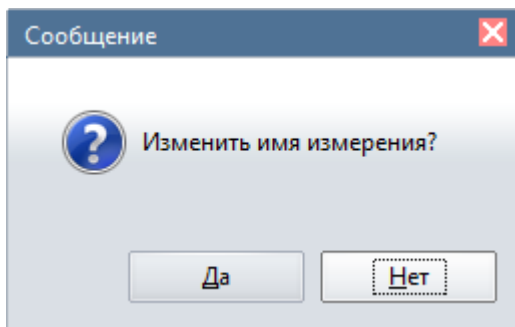 Сообщение
Изменить имя измерения?
Да
Нет